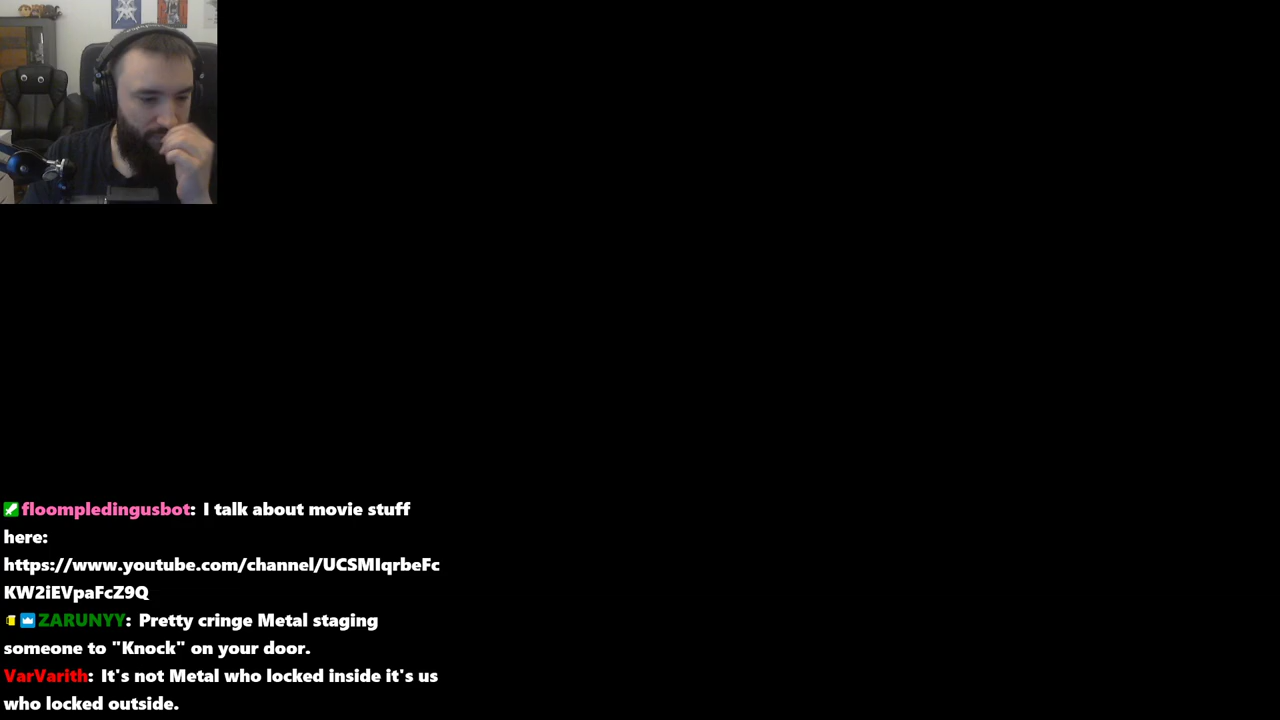 floompledingusbot: I talk about movie stuff
here:
https://www.youtube.com/channel/UCSMIqrbeFc
KW2iEVpaFcZ9Q
ZARUNYY: Pretty cringe Metal staging
someone to "Knock" on your door.
VarVarith: It's not Metal who locked inside it's us
who locked outside.